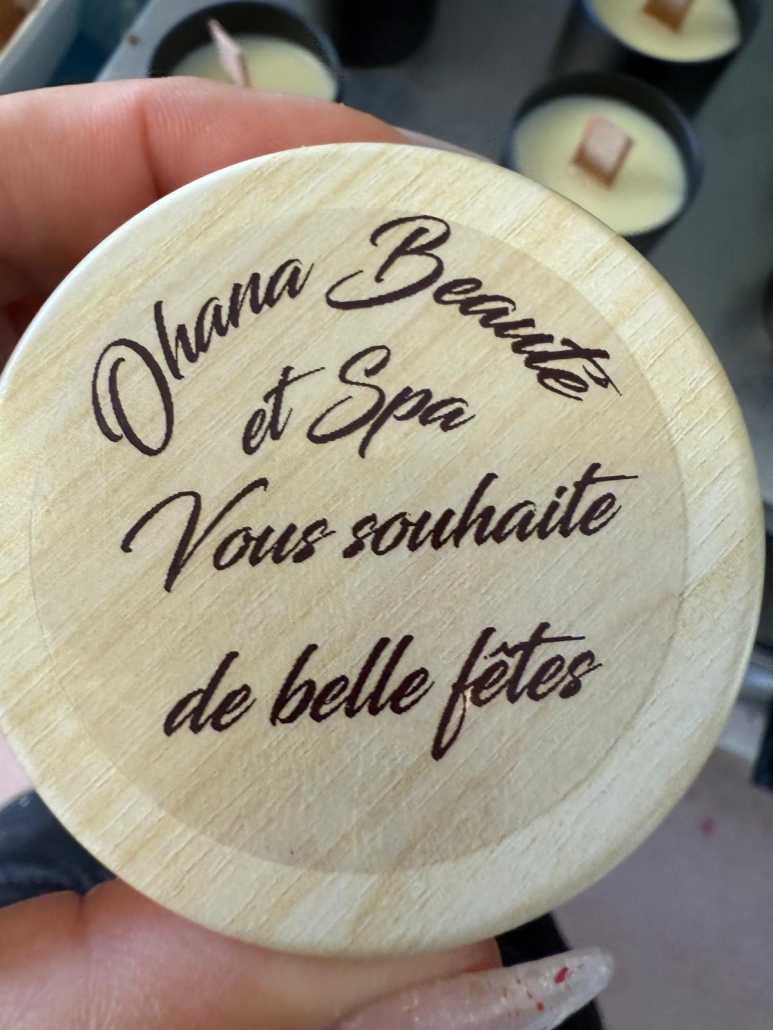 Ohana Beauté
et Spa
Vous souhaite
de belle fêtes